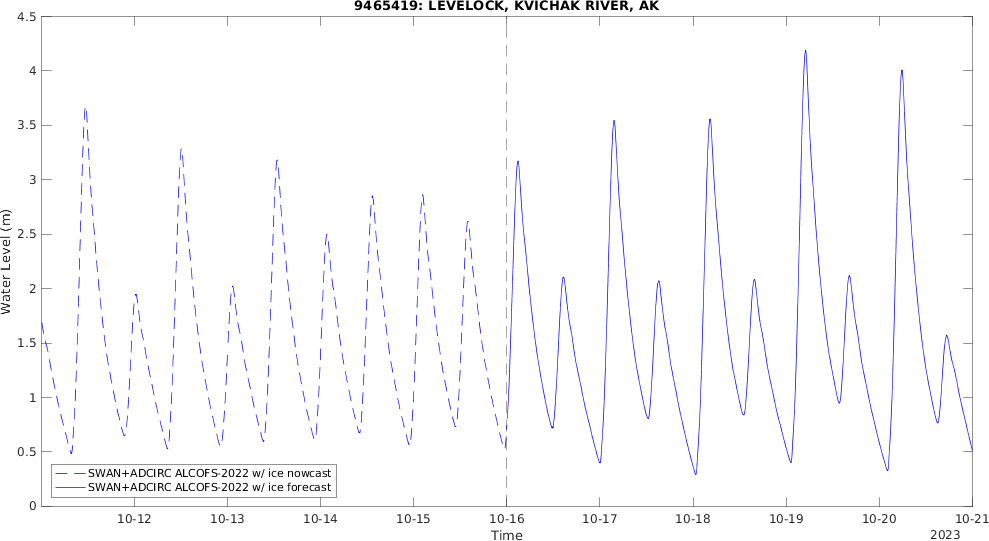 9465419: LEVELOCK, KVICHAK RIVER, AK
4.5
4
3.5
3
2.5
2
1.5
1
0.5
0
Water Level (m)
SWAN+ADCIRC ALCOFS-2022 w/ ice nowcast
SWAN+ADCIRC ALCOFS-2022 w/ ice forecast
10-12 10-13 10-14 10-15 10-16 10-17 10-18 10-19 10-20 10-21
Time
2023